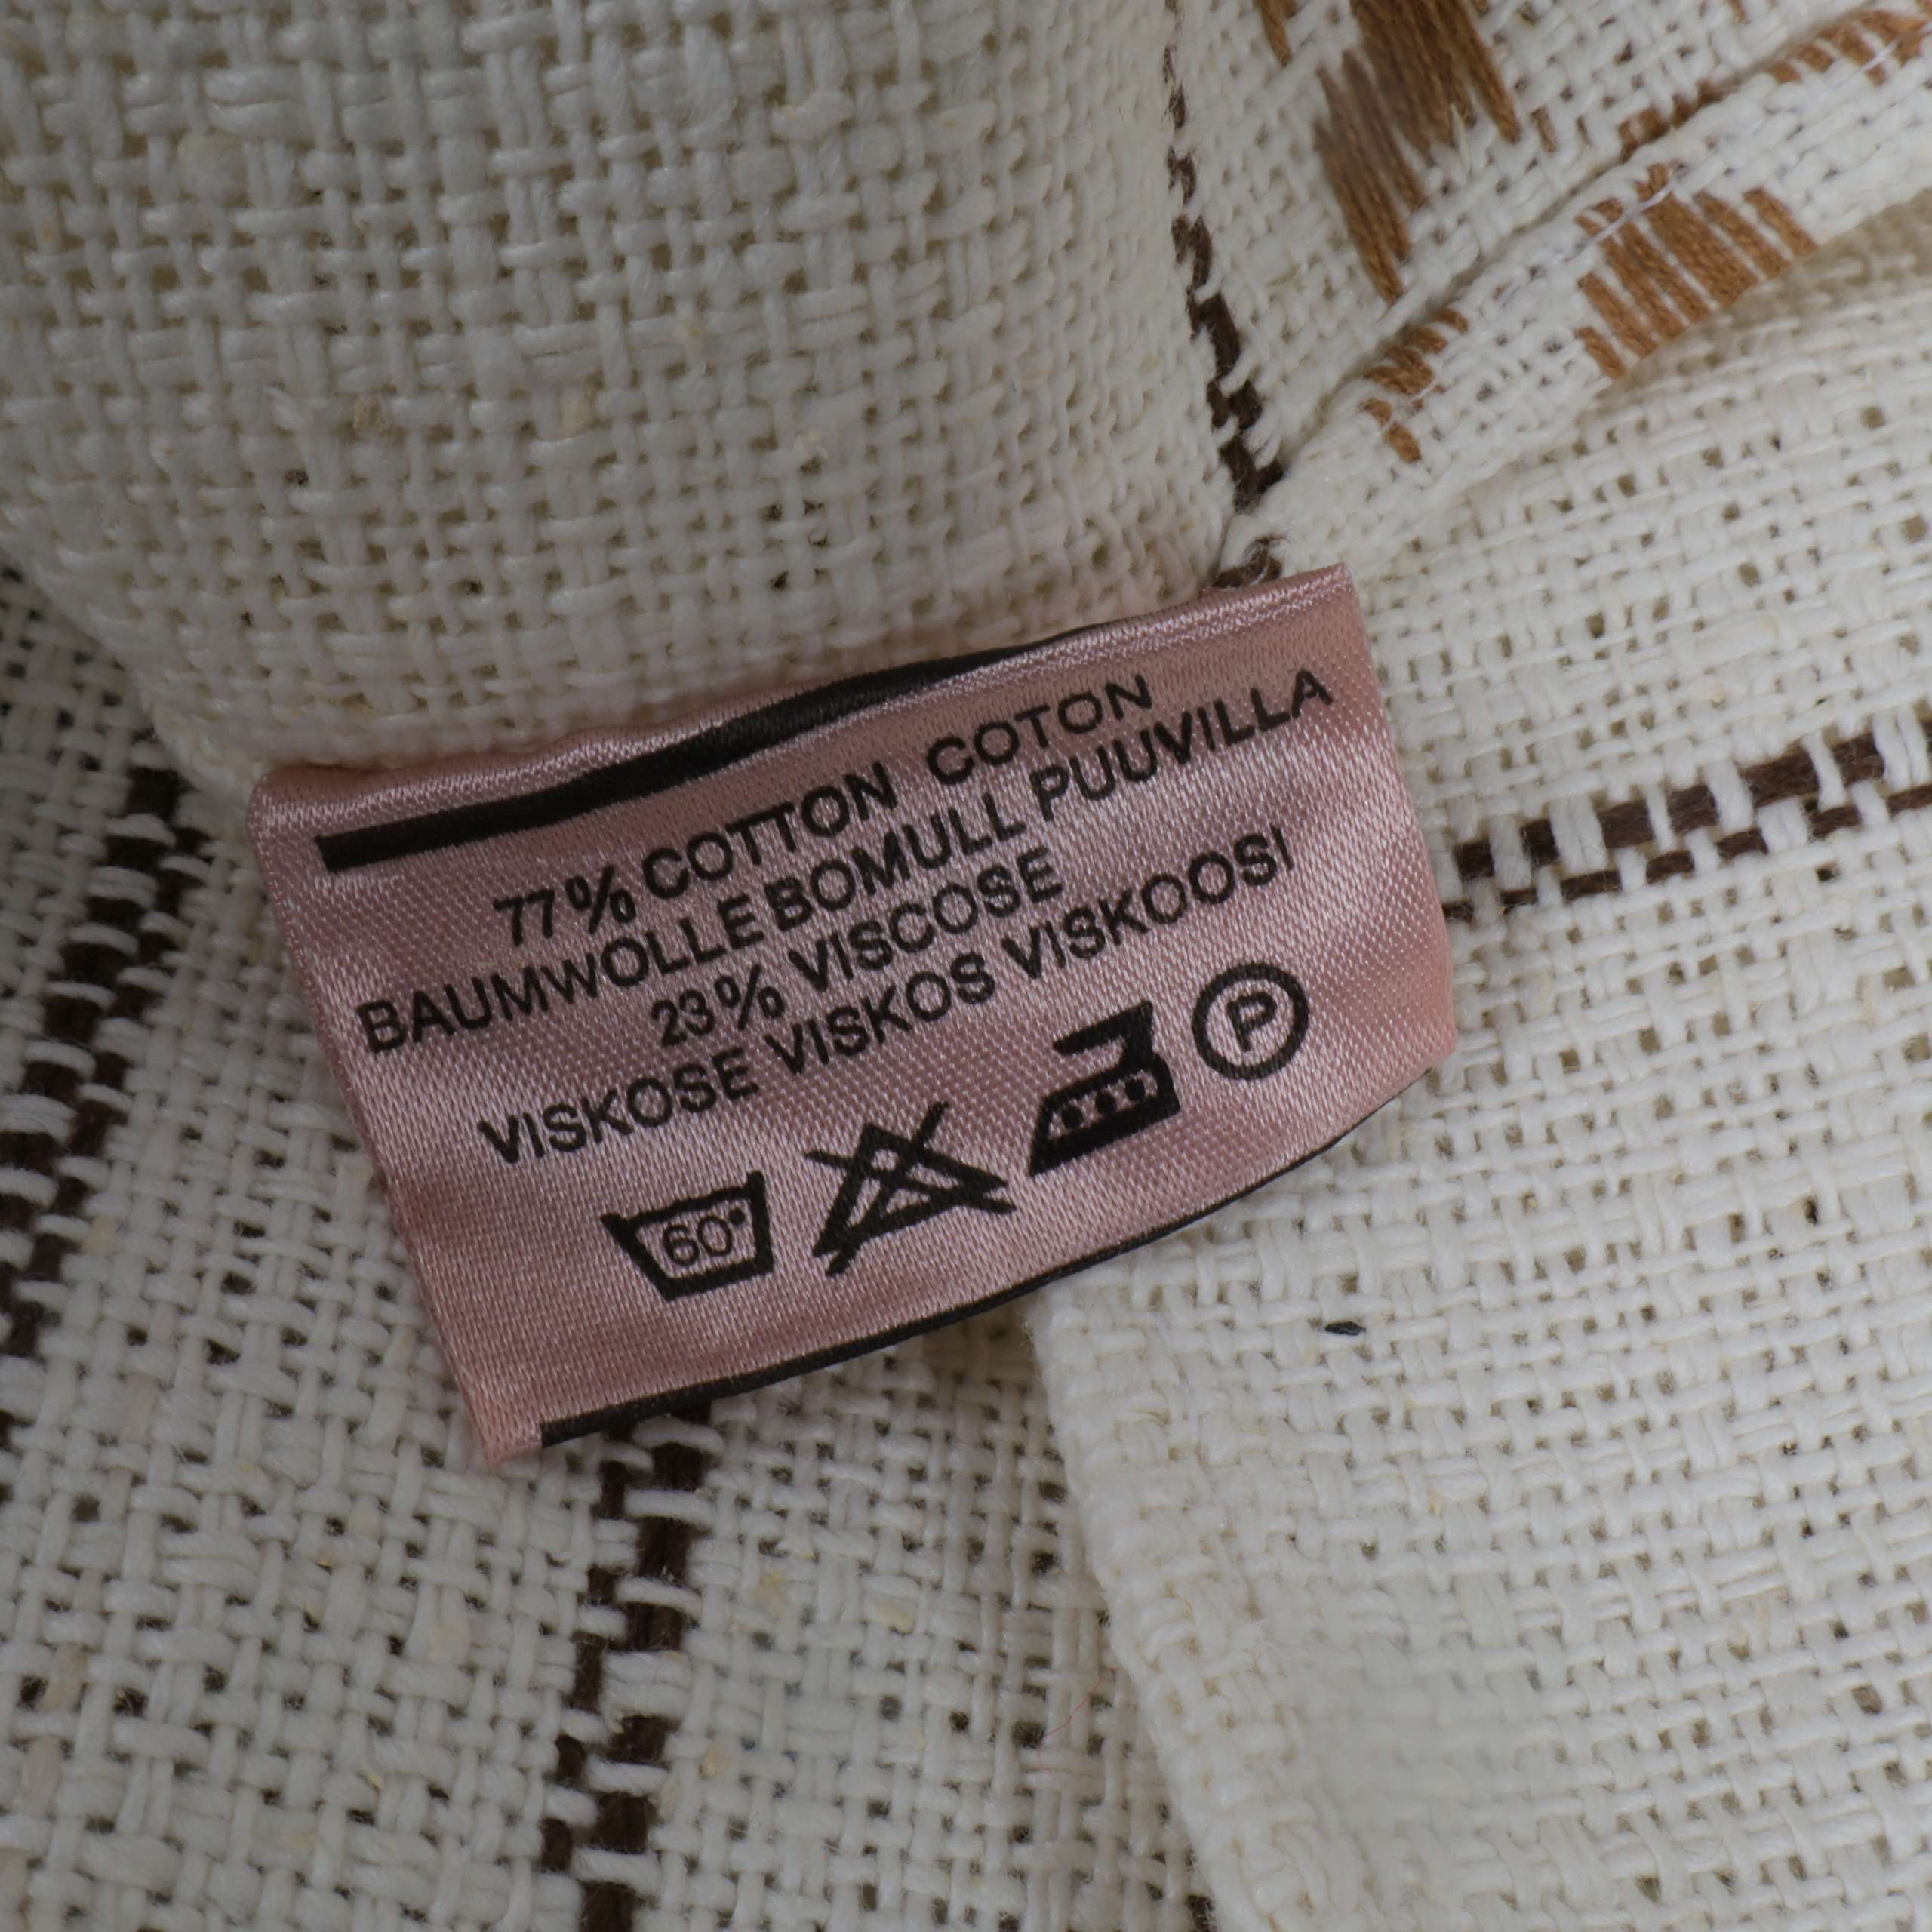 77% COTTON COTON
BAUMWOLLE BOMULL PUUVILLA
23% VISCOSE
VISKOSE VISKOS VISKOOSI
60° P